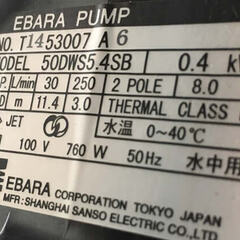 EBARA PUMP
NO. T1453007 A 6
MODEL 50DWS5.4SB 0.4
L/min 30 250 2 POLE 8.0
m 11.4 3.0 THERMAL CLASS
JET 水温 0~40℃
100 V 760 W 50Hz 水中用
EBARA CORPORATION TOKYO JAPAN
MFR: SHANGHAI SANSO ELECTRIC CO., LTD